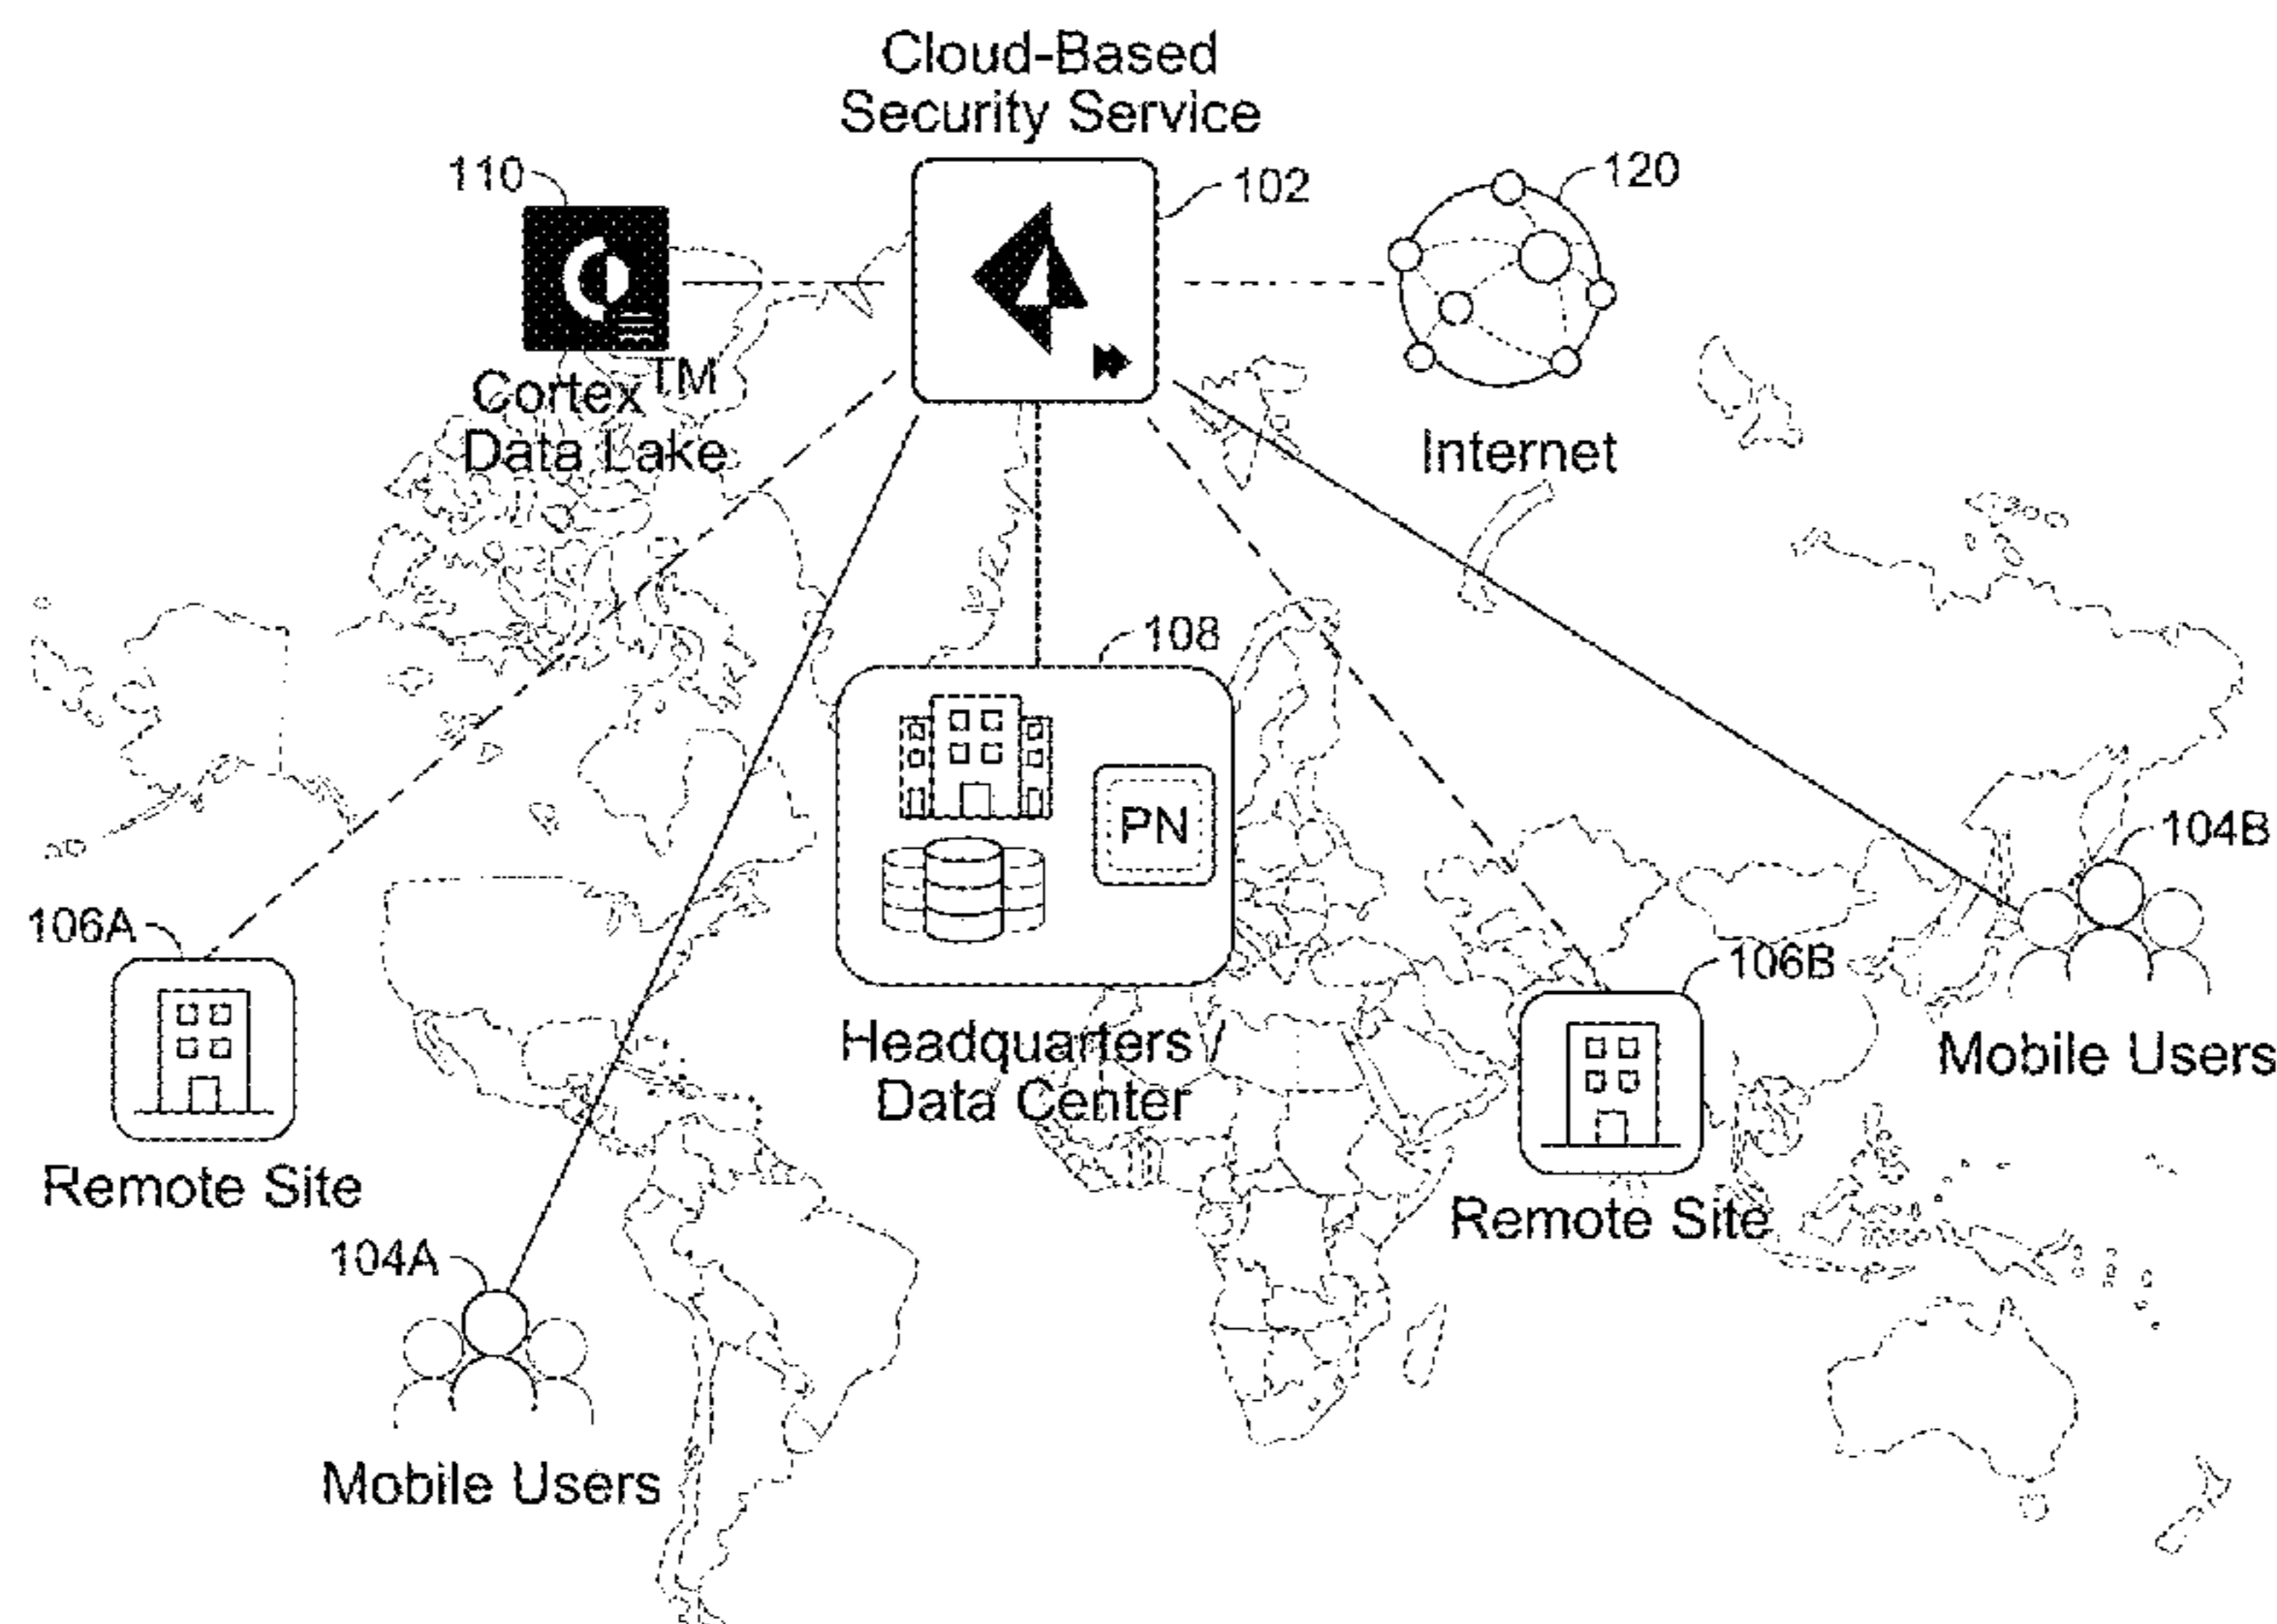 Cloud-Based
Security Service
110
102
120
Cortex™
Data Lake
Internet
108
PN
104B
106A
106B
Headquarters /
Data Center
Mobile Users
Remote Site
Remote Site
104A
Mobile Users